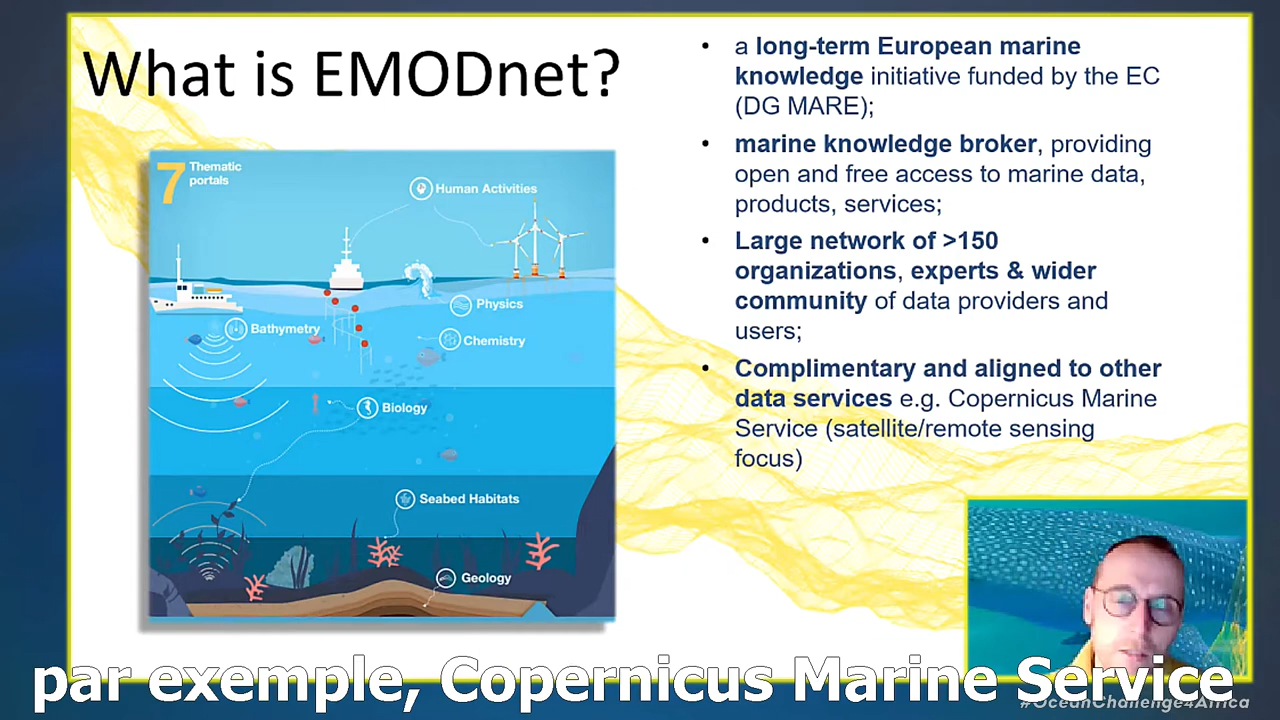 What is EMODnet?
7 Thematic
portals
Human Activities
Physics
Bathymetry
Chemistry
Biology
Seabed Habitats
Geology
• a long-term European marine
knowledge initiative funded by the EC
(DG MARE);
• marine knowledge broker, providing
open and free access to marine data,
products, services;
• Large network of >150
organizations, experts & wider
community of data providers and
users;
• Complimentary and aligned to other
data services e.g. Copernicus Marine
Service (satellite/remote sensing
focus)
par exemple, Copernicus Marine Service
#OceanChallenge4Africa